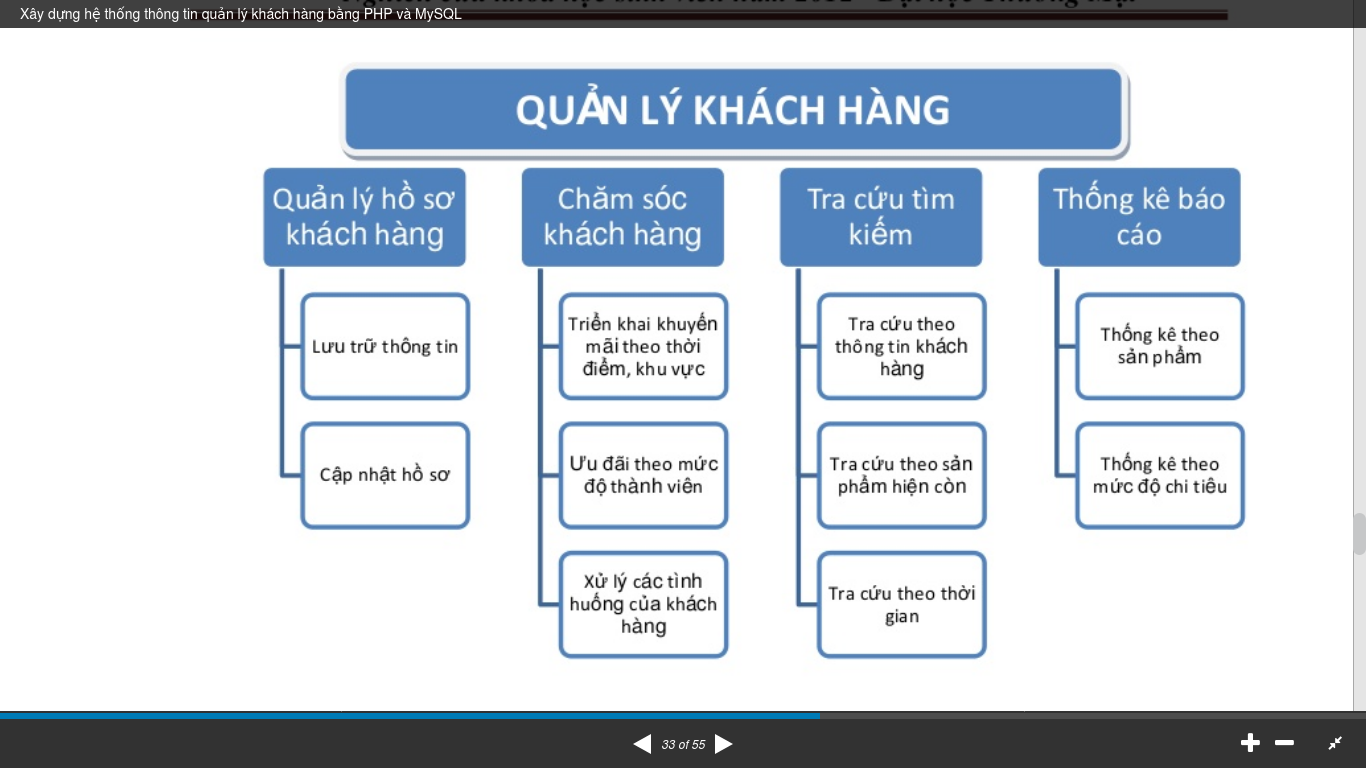 Xây dựng hệ thống thông tin quản lý khách hàng bằng PHP và MySQL
QUẢN LÝ KHÁCH HÀNG
Quản lý hồ sơ
khách hàng
Lưu trữ thông tin
Cập nhật hồ sơ
Chăm sóc
khách hàng
Triển khai khuyến
mãi theo thời
điểm, khu vực
Ưu đãi theo mức
độ thành viên
Xử lý các tình
huống của khách
hàng
Tra cứu tìm
kiếm
Tra cứu theo
thông tin khách
hàng
Tra cứu theo sản
phẩm hiện còn
Tra cứu theo thời
gian
Thống kê báo
cáo
Thống kê theo
sản phẩm
Thống kê theo
mức độ chi tiêu
33 of 55